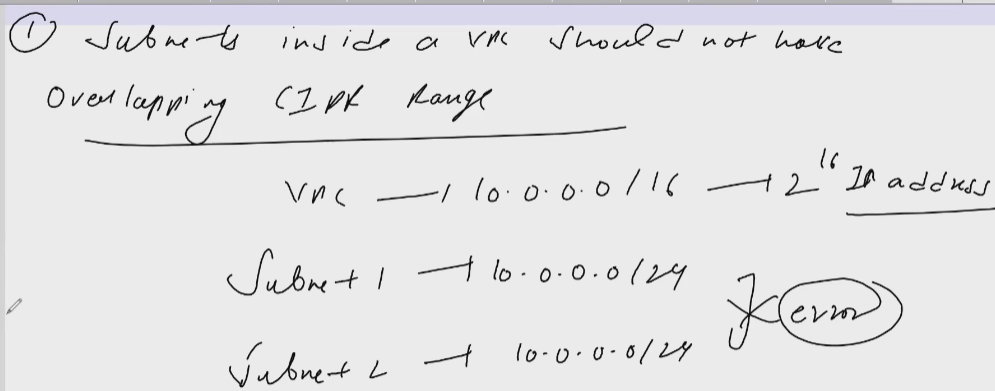 ① Subnets inside a VPC should not have
Overlapping CIDR Range
VPC → 10.0.0.0/16 → 2^16 IP address
Subnet 1 → 10.0.0.0/24
error
Subnet 2 → 10.0.0.0/24